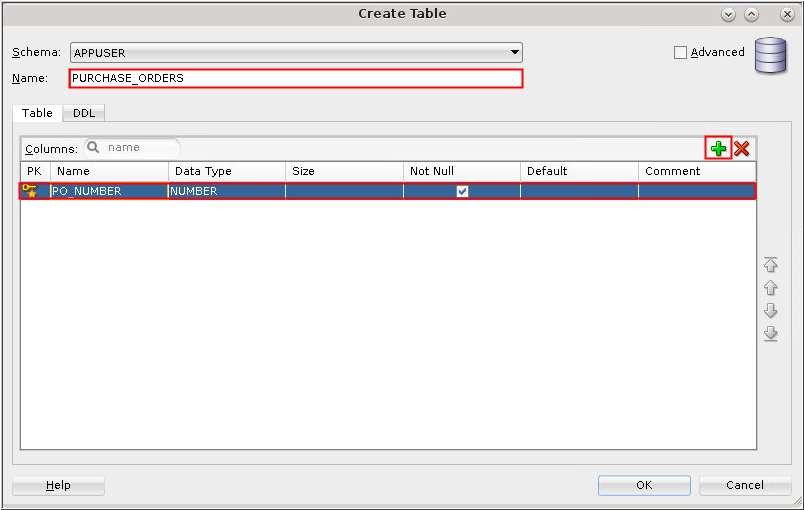 Create Table
Schema: APPUSER
Advanced
Name: PURCHASE_ORDERS
Table DDL
Columns: name
PK Name Data Type Size Not Null Default Comment
PO_NUMBER NUMBER
Help OK Cancel